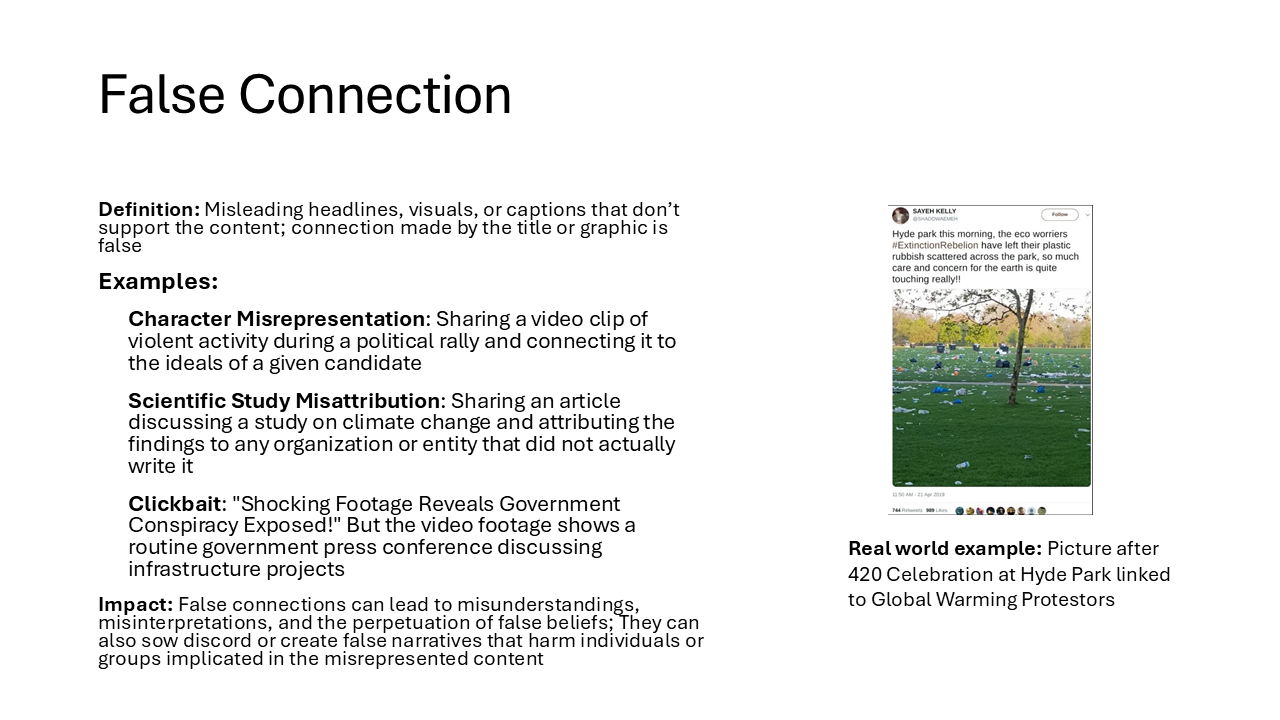 False Connection
Definition: Misleading headlines, visuals, or captions that don’t
support the content; connection made by the title or graphic is
false
Examples:
Character Misrepresentation: Sharing a video clip of
violent activity during a political rally and connecting it to
the ideals of a given candidate
Scientific Study Misattribution: Sharing an article
discussing a study on climate change and attributing the
findings to any organization or entity that did not actually
write it
Clickbait: "Shocking Footage Reveals Government
Conspiracy Exposed!" But the video footage shows a
routine government press conference discussing
infrastructure projects
Impact: False connections can lead to misunderstandings,
misinterpretations, and the perpetuation of false beliefs; They can
also sow discord or create false narratives that harm individuals or
groups implicated in the misrepresented content
SAYEH KELLY
@SHADOWAEMEH
Follow
Hyde park this morning, the eco worriers
#ExtinctionRebelion have left their plastic
rubbish scattered across the park, so much
care and concern for the earth is quite
touching really!!
11:50 AM - 21 Apr 2019
744 Retweets 989 Likes
Real world example: Picture after
420 Celebration at Hyde Park linked
to Global Warming Protestors